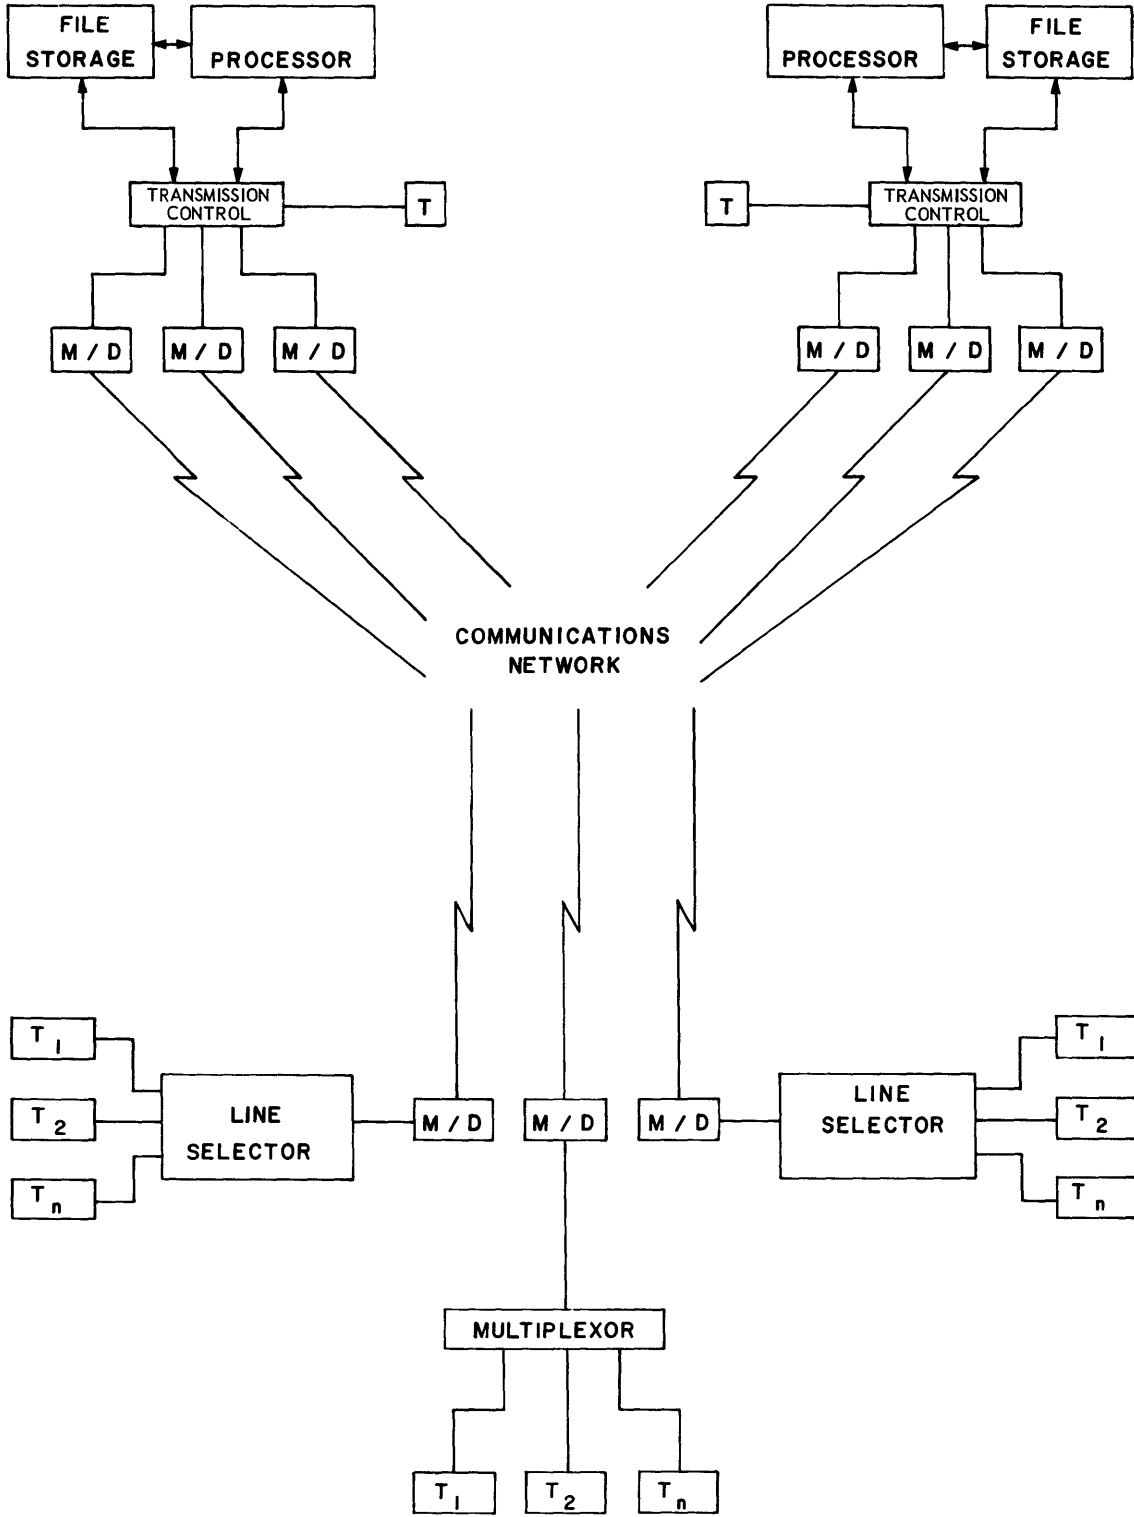 FILE
STORAGE
PROCESSOR
PROCESSOR
FILE
STORAGE
TRANSMISSION
CONTROL
T
T
TRANSMISSION
CONTROL
M / D
M / D
M / D
M / D
M / D
M / D
COMMUNICATIONS
NETWORK
T1
T2
Tn
LINE
SELECTOR
M / D
M / D
M / D
LINE
SELECTOR
T1
T2
Tn
MULTIPLEXOR
T1
T2
Tn